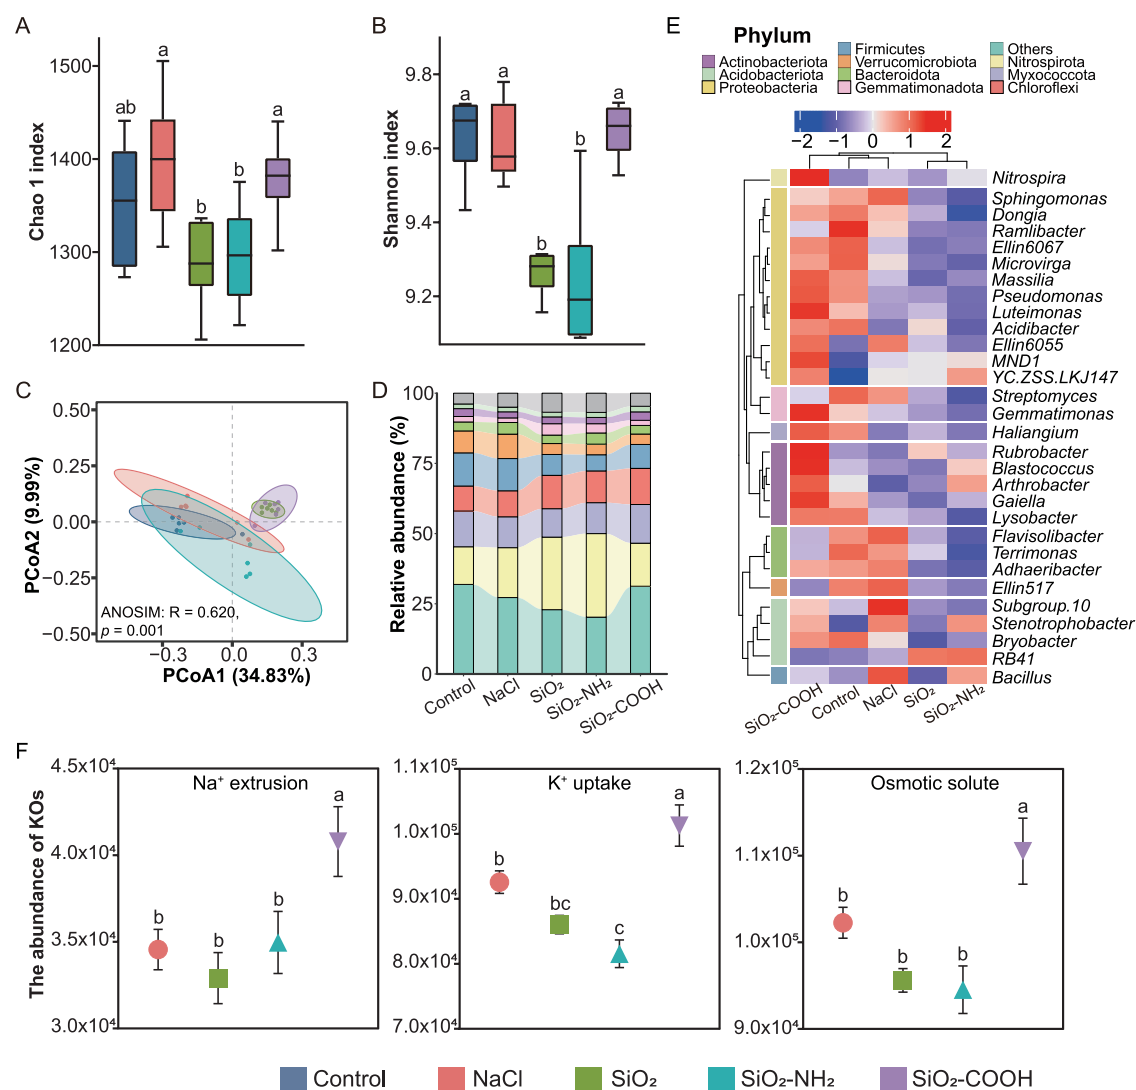 A
Chao 1 index
1500
1400
1300
1200
ab
a
b
b
a
B
Shannon index
9.8
9.6
9.4
9.2
a
a
b
b
a
C
PCoA2 (9.99%)
0.50
0.25
0.00
−0.25
−0.50
ANOSIM: R = 0.620,
p = 0.001
−0.3
0.0
0.3
PCoA1 (34.83%)
D
Relative abundance (%)
100
75
50
25
0
Control
NaCl
SiO₂
SiO₂-NH₂
SiO₂-COOH
E
Phylum
Actinobacteriota
Acidobacteriota
Proteobacteria
Firmicutes
Verrucomicrobiota
Bacteroidota
Gemmatimonadota
Others
Nitrospirota
Myxococcota
Chloroflexi
−2 −1 0 1 2
Nitrospira
Sphingomonas
Dongia
Ramlibacter
Ellin6067
Microvirga
Massilia
Pseudomonas
Luteimonas
Acidibacter
Ellin6055
MND1
YC.ZSS.LKJ147
Streptomyces
Gemmatimonas
Haliangium
Rubrobacter
Blastococcus
Arthrobacter
Gaiella
Lysobacter
Flavisolibacter
Terrimonas
Adhaeribacter
Ellin517
Subgroup.10
Stenotrophobacter
Bryobacter
RB41
Bacillus
SiO₂-COOH
Control
NaCl
SiO₂
SiO₂-NH₂
F
The abundance of KOs
Na⁺ extrusion
4.5x10⁴
4.0x10⁴
3.5x10⁴
3.0x10⁴
b
b
b
a
K⁺ uptake
1.1x10⁵
1.0x10⁵
9.0x10⁴
8.0x10⁴
7.0x10⁴
b
bc
c
a
Osmotic solute
1.2x10⁵
1.1x10⁵
1.0x10⁵
9.0x10⁴
b
b
b
a
Control
NaCl
SiO₂
SiO₂-NH₂
SiO₂-COOH